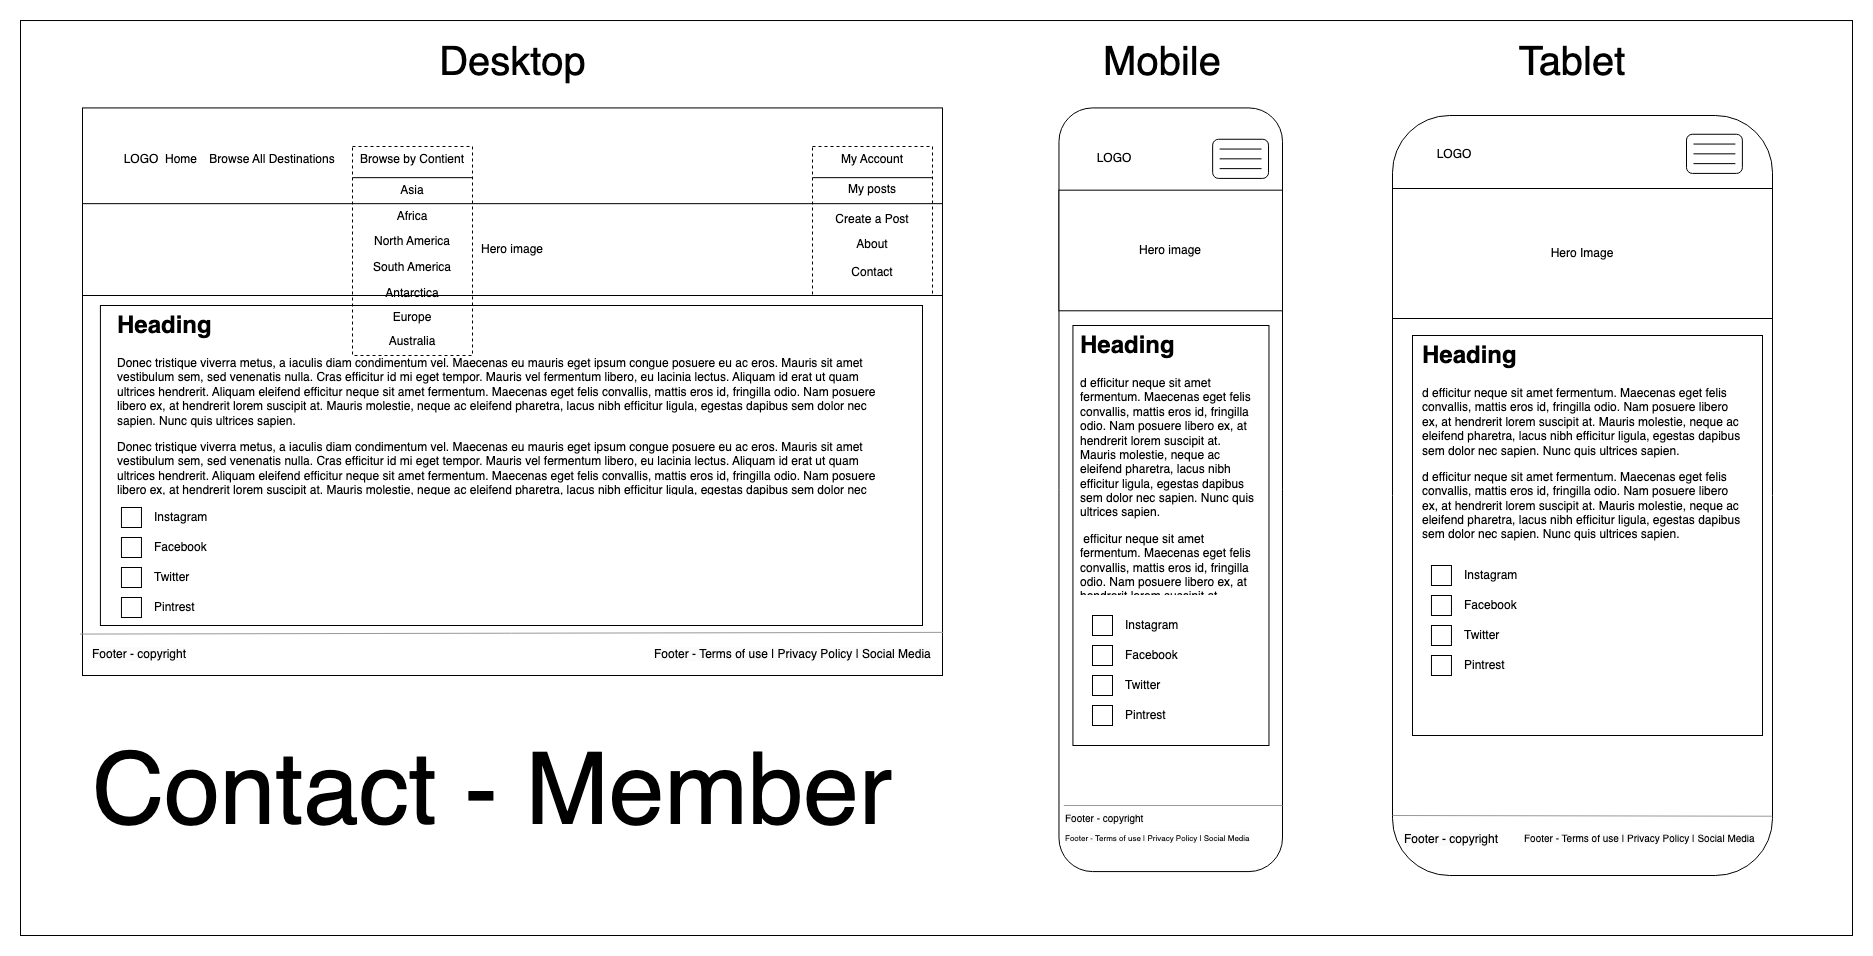 Desktop
LOGO Home Browse All Destinations Browse by Contient My Account
Asia
Africa
North America
South America
Antarctica
Europe
Australia
My posts
Create a Post
About
Contact
Hero image
Heading
Donec tristique viverra metus, a iaculis diam condimentum vel. Maecenas eu mauris eget ipsum congue posuere eu ac eros. Mauris sit amet
vestibulum sem, sed venenatis nulla. Cras efficitur id mi eget tempor. Mauris vel fermentum libero, eu lacinia lectus. Aliquam id erat ut quam
ultrices hendrerit. Aliquam eleifend efficitur neque sit amet fermentum. Maecenas eget felis convallis, mattis eros id, fringilla odio. Nam posuere
libero ex, at hendrerit lorem suscipit at. Mauris molestie, neque ac eleifend pharetra, lacus nibh efficitur ligula, egestas dapibus sem dolor nec
sapien. Nunc quis ultrices sapien.
Donec tristique viverra metus, a iaculis diam condimentum vel. Maecenas eu mauris eget ipsum congue posuere eu ac eros. Mauris sit amet
vestibulum sem, sed venenatis nulla. Cras efficitur id mi eget tempor. Mauris vel fermentum libero, eu lacinia lectus. Aliquam id erat ut quam
ultrices hendrerit. Aliquam eleifend efficitur neque sit amet fermentum. Maecenas eget felis convallis, mattis eros id, fringilla odio. Nam posuere
libero ex, at hendrerit lorem suscipit at. Mauris molestie, neque ac eleifend pharetra, lacus nibh efficitur ligula, egestas dapibus sem dolor nec
Instagram
Facebook
Twitter
Pintrest
Footer - copyright Footer - Terms of use | Privacy Policy | Social Media
Contact - Member
Mobile
LOGO
Hero image
Heading
d efficitur neque sit amet
fermentum. Maecenas eget felis
convallis, mattis eros id, fringilla
odio. Nam posuere libero ex, at
hendrerit lorem suscipit at.
Mauris molestie, neque ac
eleifend pharetra, lacus nibh
efficitur ligula, egestas dapibus
sem dolor nec sapien. Nunc quis
ultrices sapien.
efficitur neque sit amet
fermentum. Maecenas eget felis
convallis, mattis eros id, fringilla
odio. Nam posuere libero ex, at
hendrerit lorem suscipit at
Instagram
Facebook
Twitter
Pintrest
Footer - copyright
Footer - Terms of use | Privacy Policy | Social Media
Tablet
LOGO
Hero Image
Heading
d efficitur neque sit amet fermentum. Maecenas eget felis
convallis, mattis eros id, fringilla odio. Nam posuere libero
ex, at hendrerit lorem suscipit at. Mauris molestie, neque ac
eleifend pharetra, lacus nibh efficitur ligula, egestas dapibus
sem dolor nec sapien. Nunc quis ultrices sapien.
d efficitur neque sit amet fermentum. Maecenas eget felis
convallis, mattis eros id, fringilla odio. Nam posuere libero
ex, at hendrerit lorem suscipit at. Mauris molestie, neque ac
eleifend pharetra, lacus nibh efficitur ligula, egestas dapibus
sem dolor nec sapien. Nunc quis ultrices sapien.
Instagram
Facebook
Twitter
Pintrest
Footer - copyright Footer - Terms of use | Privacy Policy | Social Media